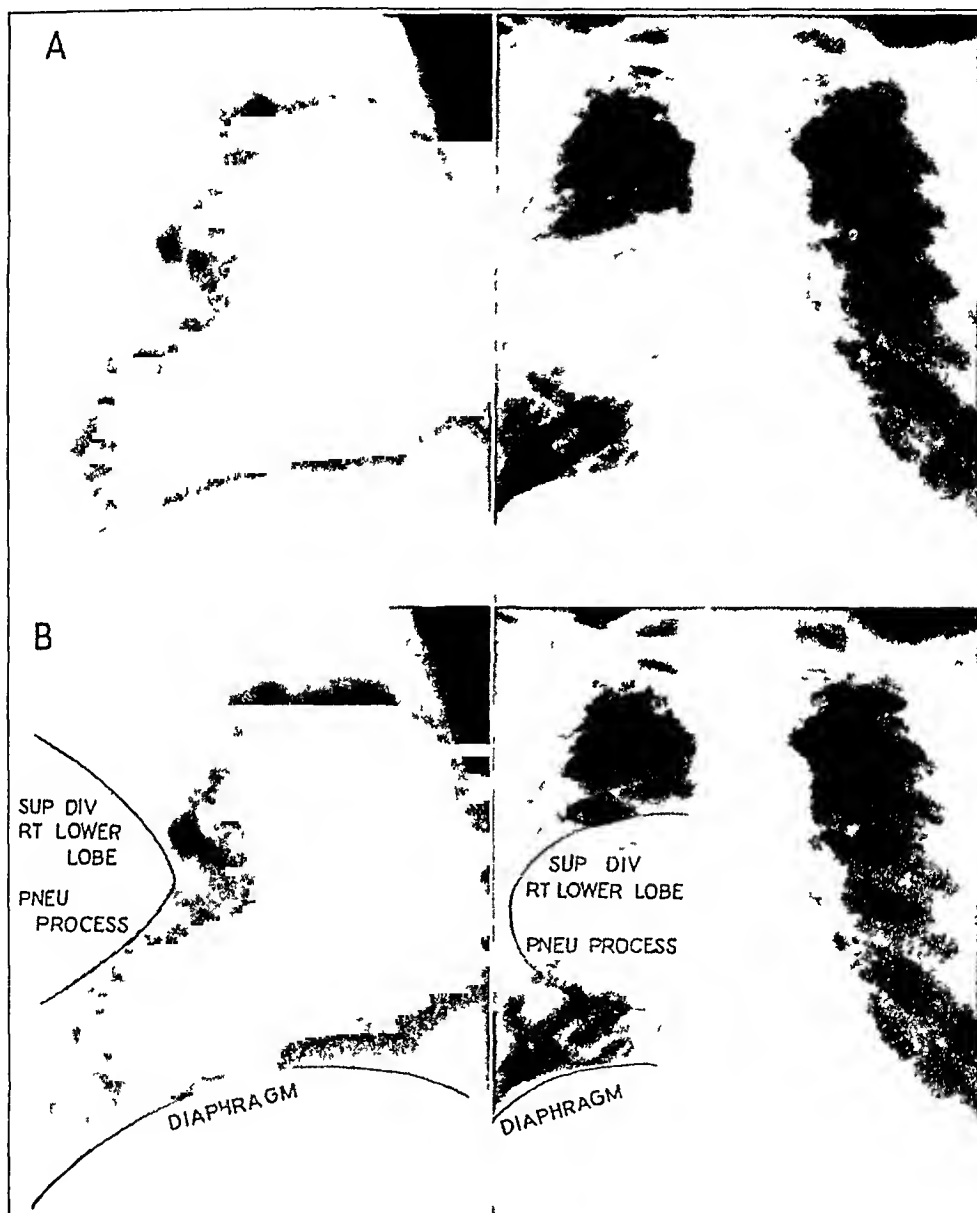 A
B
SUP DIV
RT LOWER
LOBE
PNEU
PROCESS
DIAPHRAGM
SUP DIV
RT LOWER LOBE
PNEU PROCESS
DIAPHRAGM